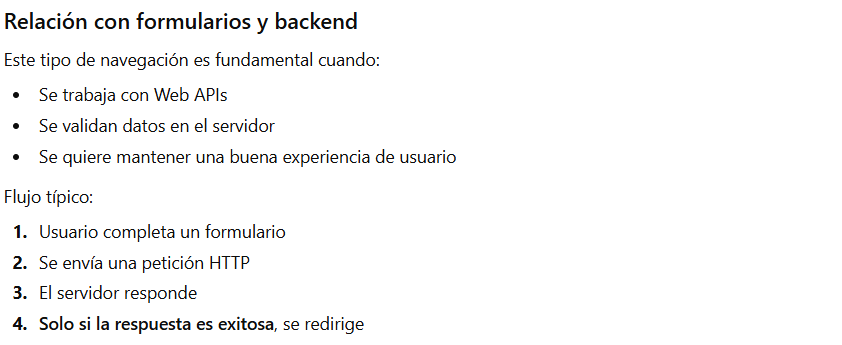 Relación con formularios y backend
Este tipo de navegación es fundamental cuando:
• Se trabaja con Web APIs
• Se validan datos en el servidor
• Se quiere mantener una buena experiencia de usuario
Flujo típico:
1. Usuario completa un formulario
2. Se envía una petición HTTP
3. El servidor responde
4. Solo si la respuesta es exitosa, se redirige